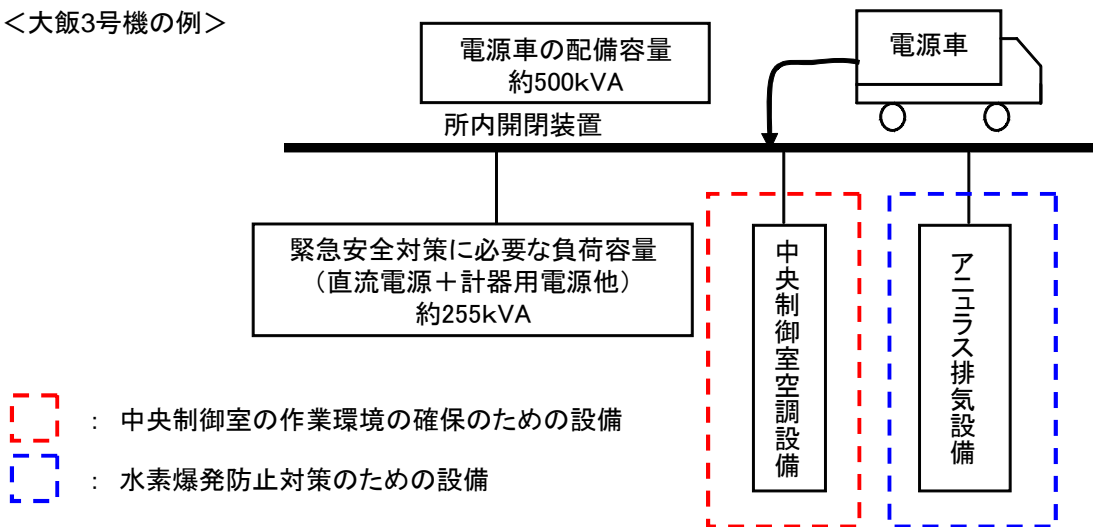 ＜大飯3号機の例＞
電源車の配備容量
約500kVA
電源車
所内開閉装置
緊急安全対策に必要な負荷容量
（直流電源＋計器用電源他）
約255kVA
中央制御室空調設備
アニュラス排気設備
： 中央制御室の作業環境の確保のための設備
： 水素爆発防止対策のための設備